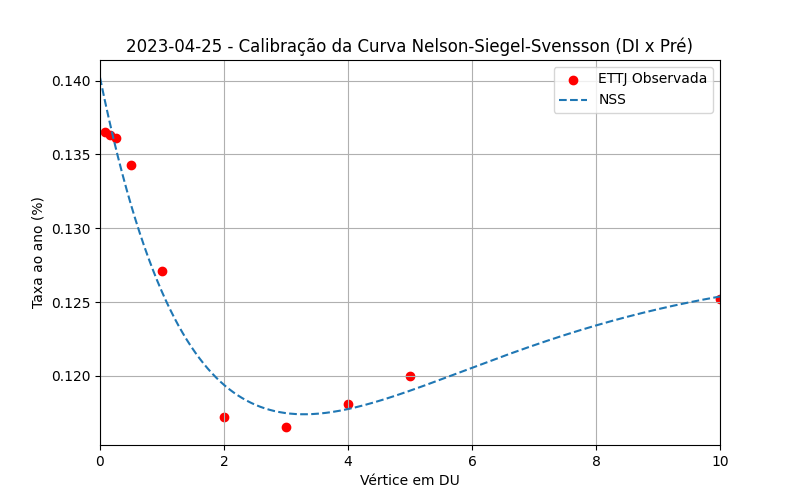 2023-04-25 - Calibração da Curva Nelson-Siegel-Svensson (DI x Pré)
ETTJ Observada
NSS
0.140
0.135
0.130
0.125
0.120
Taxa ao ano (%)
0 2 4 6 8 10
Vértice em DU